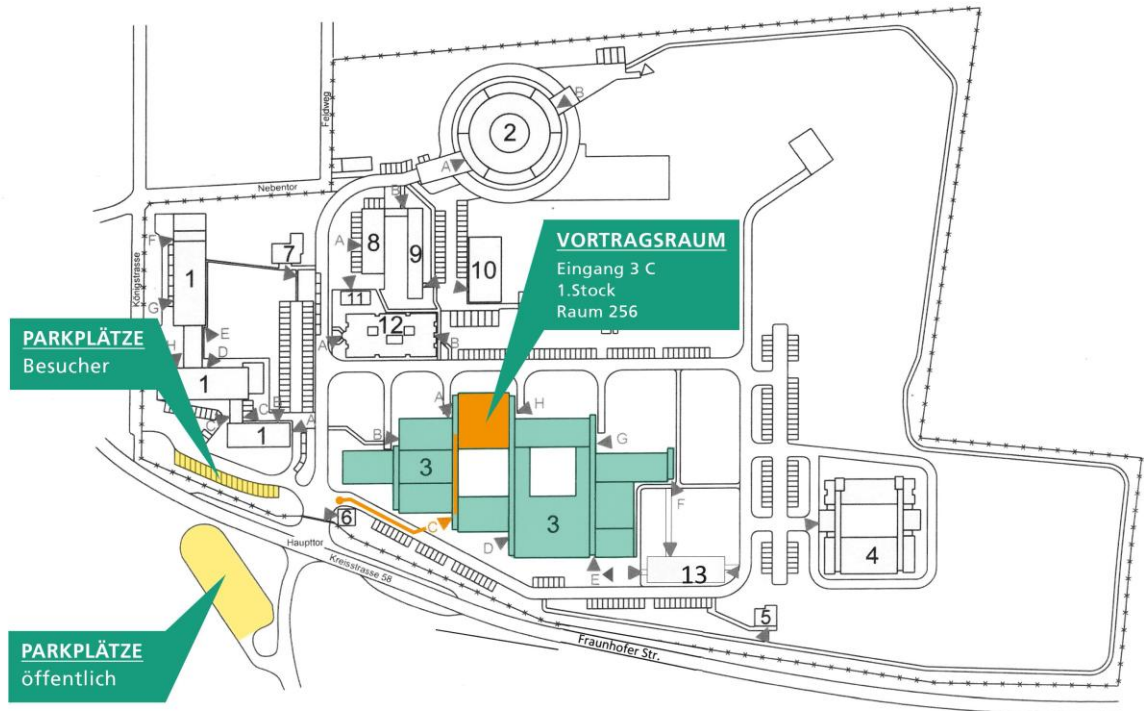 Feldweg
2
B
A
Nebentor
Königstrasse
F
1
G
E
H
D
1
C
C
B
A
1
7
A
8
B
9
10
11
A
12
B
VORTRAGSRAUM
Eingang 3 C
1.Stock
Raum 256
PARKPLÄTZE
Besucher
A
H
B
G
3
C
D
3
E
F
13
4
5
6
Haupttor
Kreisstrasse 58
Fraunhofer Str.
PARKPLÄTZE
öffentlich